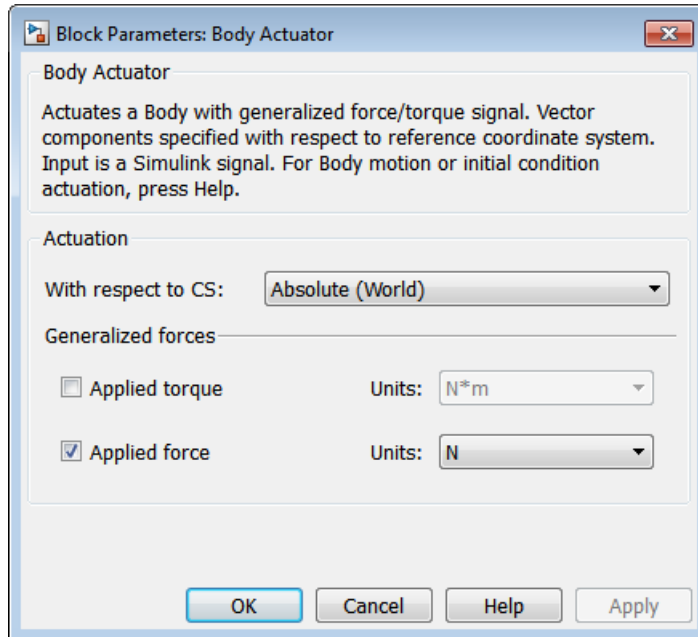 Block Parameters: Body Actuator
Body Actuator
Actuates a Body with generalized force/torque signal. Vector
components specified with respect to reference coordinate system.
Input is a Simulink signal. For Body motion or initial condition
actuation, press Help.
Actuation
With respect to CS: Absolute (World)
Generalized forces
Applied torque Units: N*m
Applied force Units: N
OK Cancel Help Apply